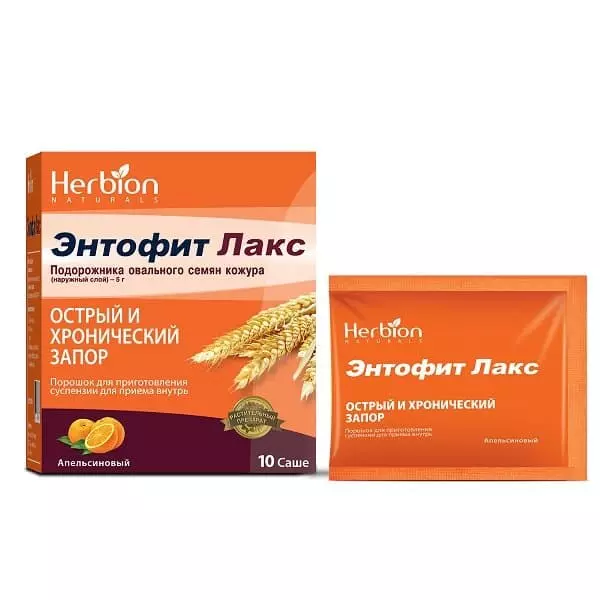 Herbion
NATURALS
Энтофит Лакс
Подорожника овального семян кожура
(наружный слой) – 5 г
ОСТРЫЙ И
ХРОНИЧЕСКИЙ
ЗАПОР
Порошок для приготовления
суспензии для приема внутрь
РАСТИТЕЛЬНЫЙ
ПРЕПАРАТ
Апельсиновый
10 Саше
Herbion
NATURALS
Энтофит Лакс
ОСТРЫЙ И ХРОНИЧЕСКИЙ
ЗАПОР
Порошок для приготовления
суспензии для приема внутрь
Апельсиновый